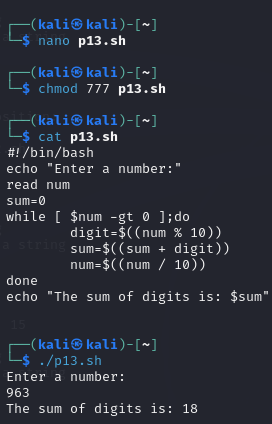 ┌──(kali㉿kali)-[~]
└─$ nano p13.sh
┌──(kali㉿kali)-[~]
└─$ chmod 777 p13.sh
┌──(kali㉿kali)-[~]
└─$ cat p13.sh
#!/bin/bash
echo "Enter a number:"
read num
sum=0
while [ $num -gt 0 ];do
        digit=$((num % 10))
        sum=$((sum + digit))
        num=$((num / 10))
done
echo "The sum of digits is: $sum"
┌──(kali㉿kali)-[~]
└─$ ./p13.sh
Enter a number:
963
The sum of digits is: 18